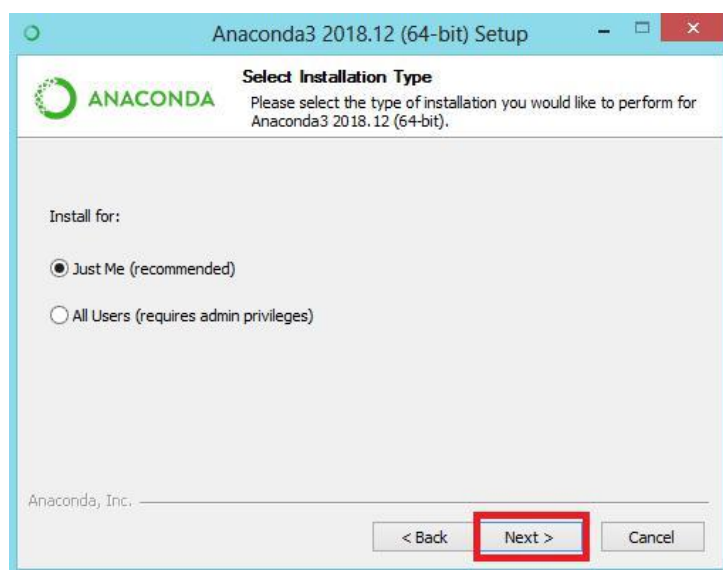 Anaconda3 2018.12 (64-bit) Setup
ANACONDA
Select Installation Type
Please select the type of installation you would like to perform for
Anaconda3 2018.12 (64-bit).
Install for:
Just Me (recommended)
All Users (requires admin privileges)
Anaconda, Inc.
< Back Next > Cancel